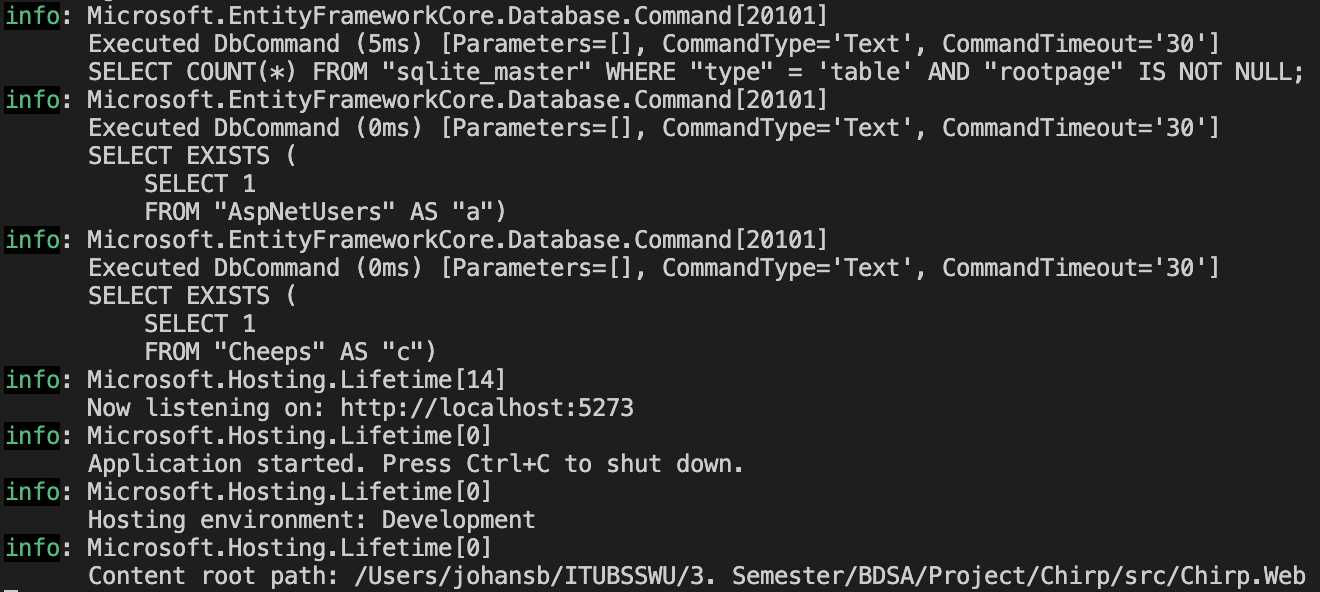 info: Microsoft.EntityFrameworkCore.Database.Command[20101]
      Executed DbCommand (5ms) [Parameters=[], CommandType='Text', CommandTimeout='30']
      SELECT COUNT(*) FROM "sqlite_master" WHERE "type" = 'table' AND "rootpage" IS NOT NULL;
info: Microsoft.EntityFrameworkCore.Database.Command[20101]
      Executed DbCommand (0ms) [Parameters=[], CommandType='Text', CommandTimeout='30']
      SELECT EXISTS (
          SELECT 1
          FROM "AspNetUsers" AS "a")
info: Microsoft.EntityFrameworkCore.Database.Command[20101]
      Executed DbCommand (0ms) [Parameters=[], CommandType='Text', CommandTimeout='30']
      SELECT EXISTS (
          SELECT 1
          FROM "Cheeps" AS "c")
info: Microsoft.Hosting.Lifetime[14]
      Now listening on: http://localhost:5273
info: Microsoft.Hosting.Lifetime[0]
      Application started. Press Ctrl+C to shut down.
info: Microsoft.Hosting.Lifetime[0]
      Hosting environment: Development
info: Microsoft.Hosting.Lifetime[0]
      Content root path: /Users/johansb/ITUBSSWU/3. Semester/BDSA/Project/Chirp/src/Chirp.Web